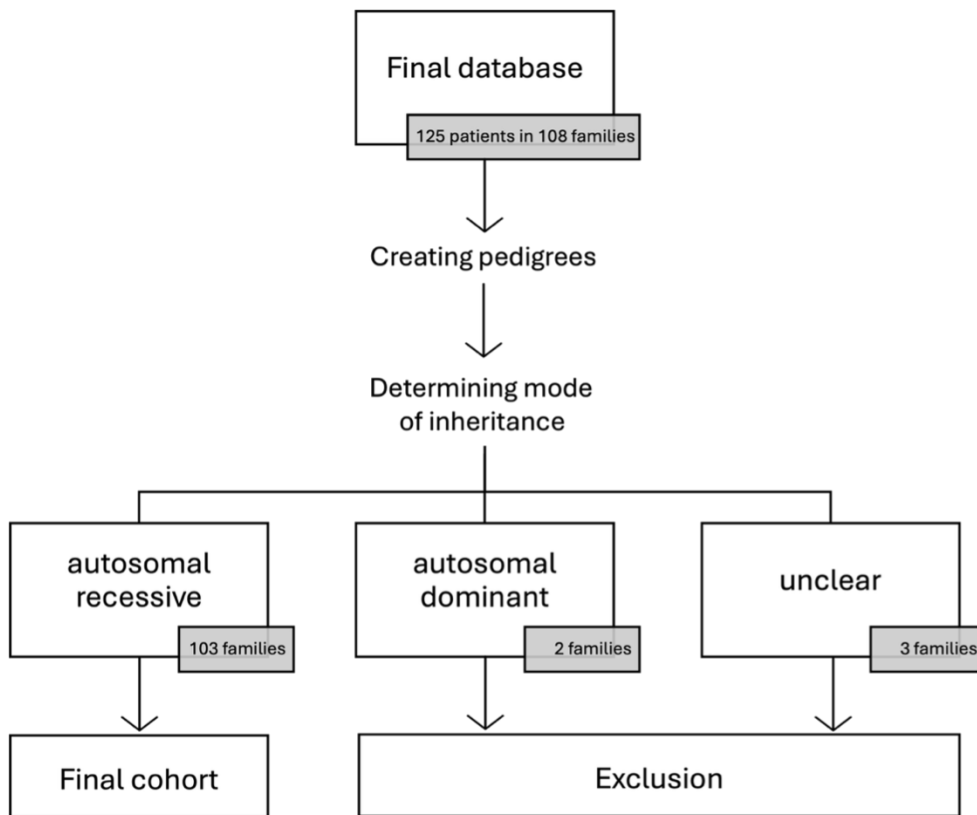 Final database
125 patients in 108 families
Creating pedigrees
Determining mode
of inheritance
autosomal
recessive
103 families
autosomal
dominant
2 families
unclear
3 families
Final cohort
Exclusion